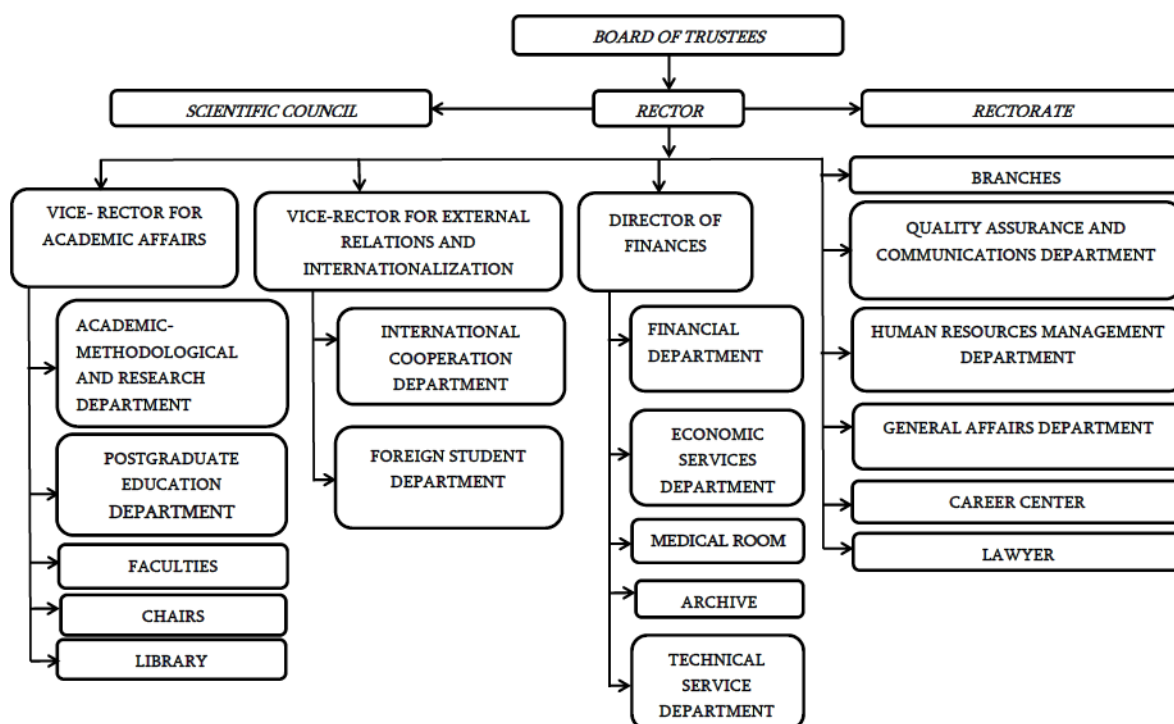 BOARD OF TRUSTEES
SCIENTIFIC COUNCIL
RECTOR
RECTORATE
VICE- RECTOR FOR
ACADEMIC AFFAIRS
ACADEMIC-
METHODOLOGICAL
AND RESEARCH
DEPARTMENT
POSTGRADUATE
EDUCATION
DEPARTMENT
FACULTIES
CHAIRS
LIBRARY
VICE-RECTOR FOR EXTERNAL
RELATIONS AND
INTERNATIONALIZATION
INTERNATIONAL
COOPERATION
DEPARTMENT
FOREIGN STUDENT
DEPARTMENT
DIRECTOR OF
FINANCES
FINANCIAL
DEPARTMENT
ECONOMIC
SERVICES
DEPARTMENT
MEDICAL ROOM
ARCHIVE
TECHNICAL
SERVICE
DEPARTMENT
BRANCHES
QUALITY ASSURANCE AND
COMMUNICATIONS DEPARTMENT
HUMAN RESOURCES MANAGEMENT
DEPARTMENT
GENERAL AFFAIRS DEPARTMENT
CAREER CENTER
LAWYER